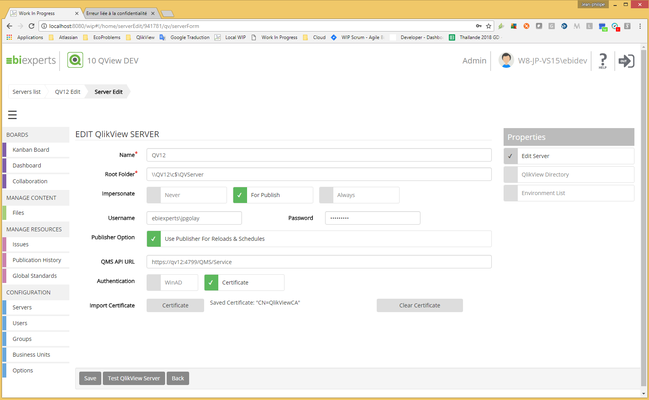 Work In Progress
Erreur liée à la confidentialité
localhost:8080/wip#!/home/serverEdit/941781/qv/serverForm
Applications Atlassian EcoProblems QlikView Google Traduction Local WIP Work In Progress Cloud WIP Scrum - Agile Developer - Dashbo Thaïlande 2018 GO
ebiexperts 10 QView DEV Admin W8-JP-VS15\ebidev HELP
Servers list QV12 Edit Server Edit
BOARDS
Kanban Board
Dashboard
Collaboration
MANAGE CONTENT
Files
MANAGE RESOURCES
Issues
Publication History
Global Standards
CONFIGURATION
Servers
Users
Groups
Business Units
Options
EDIT QlikView SERVER
Name* QV12
Root Folder* \\QV12\c$\QVServer
Impersonate Never For Publish Always
Username ebiexperts\jpgolay Password •••••••••
Publisher Option Use Publisher For Reloads & Schedules
QMS API URL https://qv12:4799/QMS/Service
Authentication WinAD Certificate
Import Certificate Certificate Saved Certificate: "CN=QlikViewCA" Clear Certificate
Save Test QlikView Server Back
Properties
Edit Server
QlikView Directory
Environment List